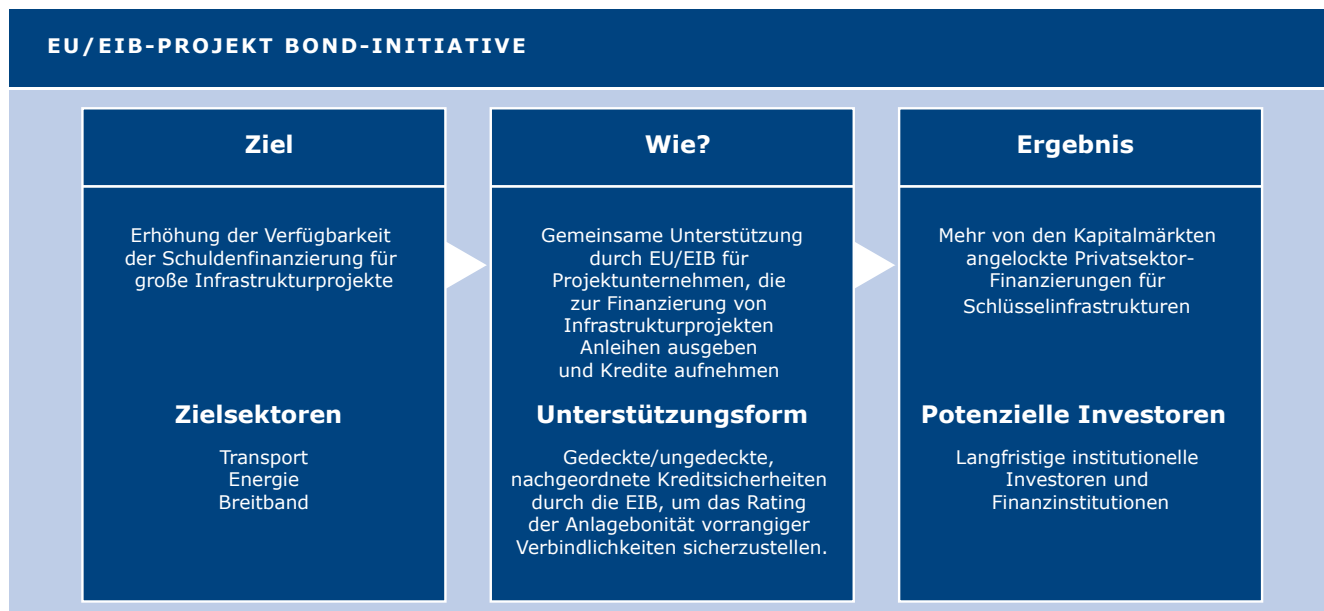 EU/EIB-PROJEKT BOND-INITIATIVE
Ziel
Erhöhung der Verfügbarkeit
der Schuldenfinanzierung für
große Infrastrukturprojekte
Zielsektoren
Transport
Energie
Breitband
Wie?
Gemeinsame Unterstützung
durch EU/EIB für
Projektunternehmen, die
zur Finanzierung von
Infrastrukturprojekten
Anleihen ausgeben
und Kredite aufnehmen
Unterstützungsform
Gedeckte/ungedeckte,
nachgeordnete Kreditsicherheiten
durch die EIB, um das Rating
der Anlagebonität vorrangiger
Verbindlichkeiten sicherzustellen.
Ergebnis
Mehr von den Kapitalmärkten
angelockte Privatsektor-
Finanzierungen für
Schlüsselinfrastrukturen
Potenzielle Investoren
Langfristige institutionelle
Investoren und
Finanzinstitutionen